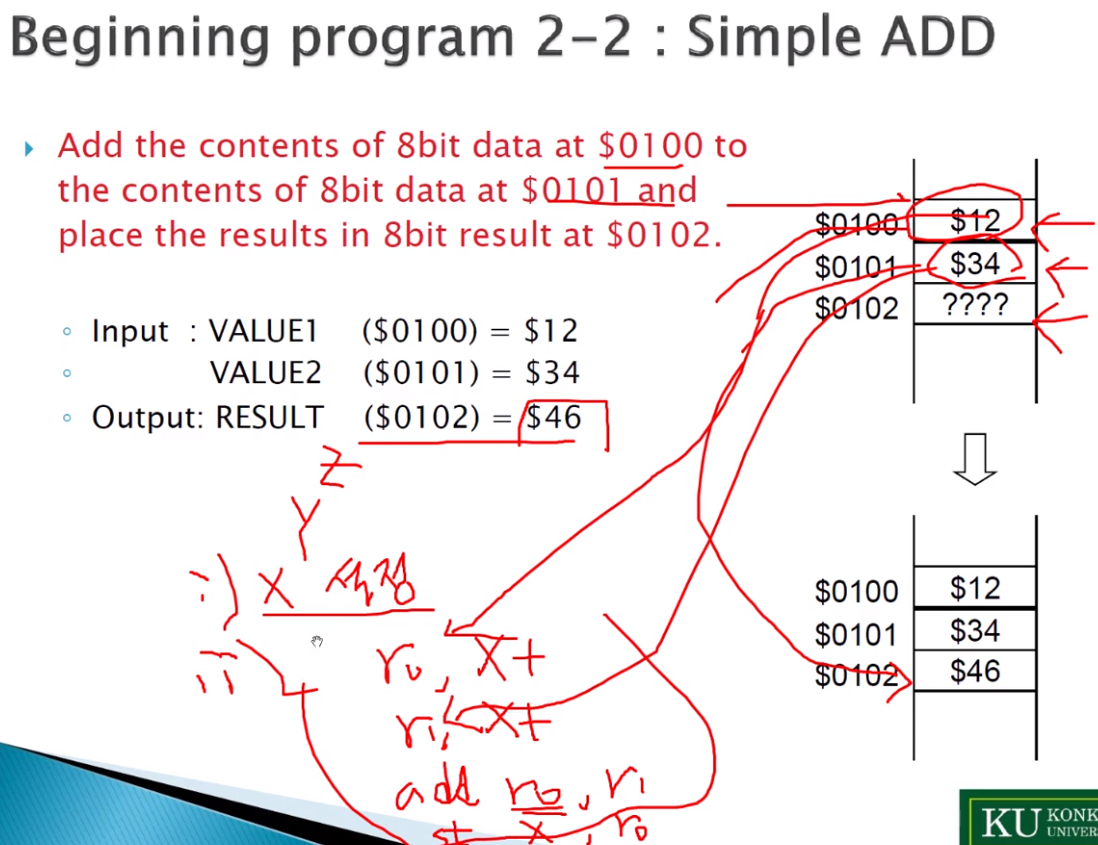 Beginning program 2-2 : Simple ADD
Add the contents of 8bit data at $0100 to
the contents of 8bit data at $0101 and
place the results in 8bit result at $0102.
Input : VALUE1 ($0100) = $12
VALUE2 ($0101) = $34
Output: RESULT ($0102) = $46
$0100 $12
$0101 $34
$0102 ????
$0100 $12
$0101 $34
$0102 $46
Z
Y
X
r0, X+
r1, X+
add r0, r1
st X, r0
KU KONK
UNIVER